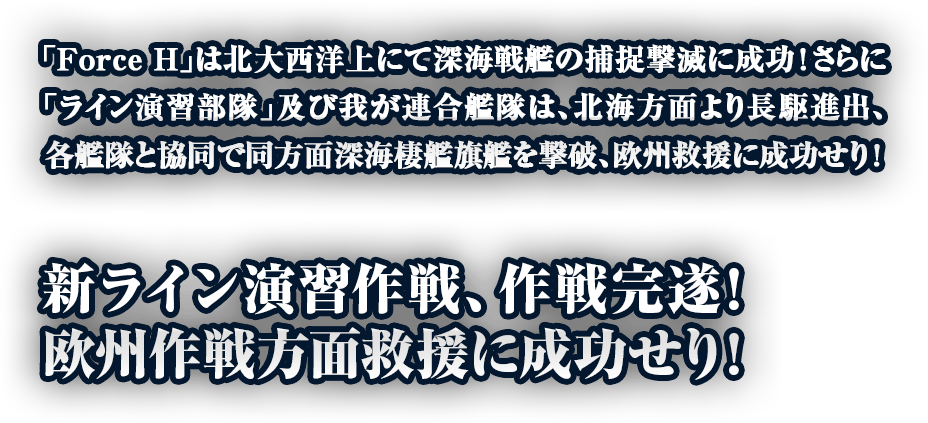 「Force H」は北大西洋上にて深海戦艦の捕捉撃滅に成功！さらに
「ライン演習部隊」及び我が連合艦隊は、北海方面より長駆進出、
各艦隊と協同で同方面深海棲艦旗艦を撃破、欧州救援に成功せり！
新ライン演習作戦、作戦完遂！
欧州作戦方面救援に成功せり！